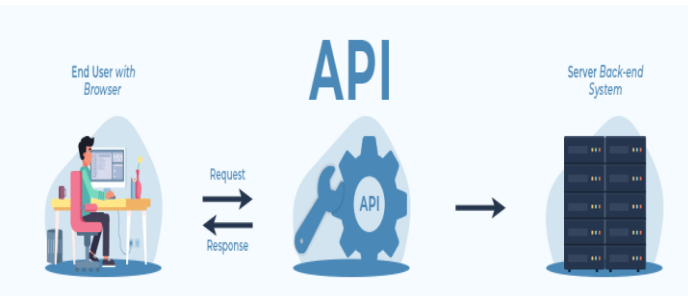 API
End User with
Browser
Server Back-end
System
Request
API
Response